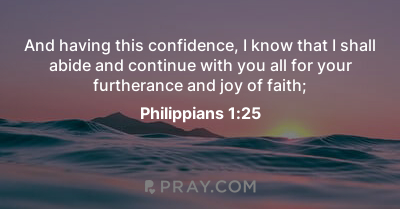 And having this confidence, I know that I shall
abide and continue with you all for your
furtherance and joy of faith;
Philippians 1:25
PRAY.COM